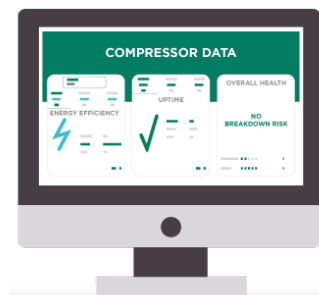 COMPRESSOR DATA
ENERGY EFFICIENCY
UPTIME
OVERALL HEALTH
NO
BREAKDOWN RISK